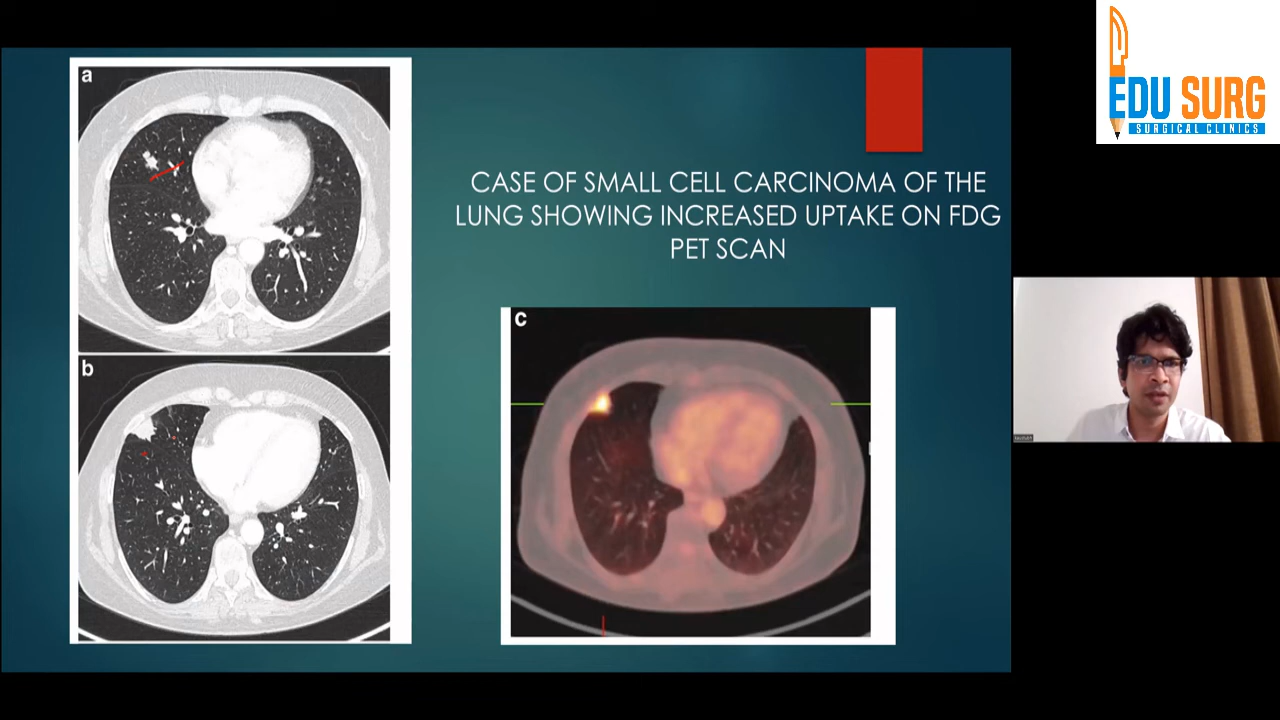 a
b
CASE OF SMALL CELL CARCINOMA OF THE
LUNG SHOWING INCREASED UPTAKE ON FDG
PET SCAN
c
EDU SURG
SURGICAL CLINICS